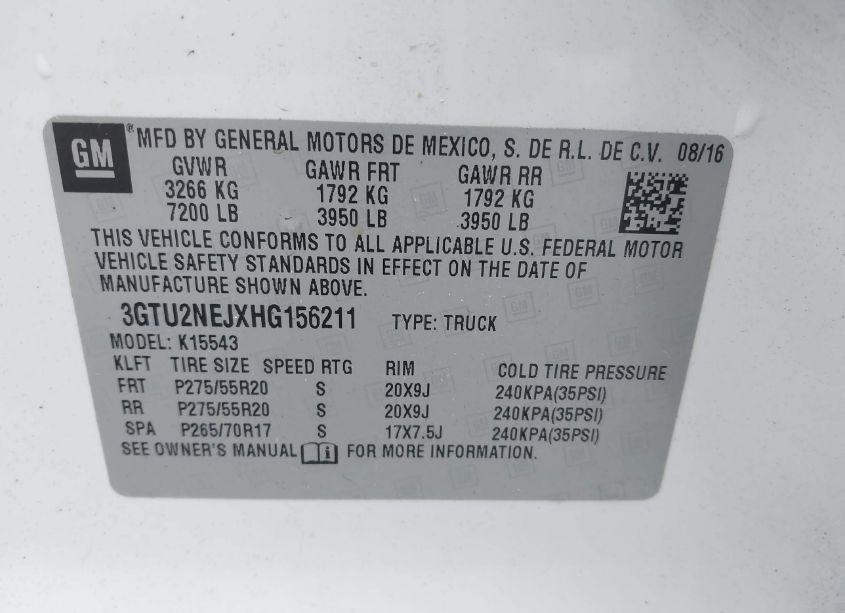 GM ® MFD BY GENERAL MOTORS DE MEXICO, S. DE R.L. DE C.V. 08/16
GVWR GAWR FRT GAWR RR
3266 KG 1792 KG 1792 KG
7200 LB 3950 LB 3950 LB
THIS VEHICLE CONFORMS TO ALL APPLICABLE U.S. FEDERAL MOTOR
VEHICLE SAFETY STANDARDS IN EFFECT ON THE DATE OF
MANUFACTURE SHOWN ABOVE.
3GTU2NEJXHG156211 TYPE: TRUCK
MODEL: K15543
KLFT TIRE SIZE SPEED RTG RIM COLD TIRE PRESSURE
FRT P275/55R20 S 20X9J 240KPA(35PSI)
RR P275/55R20 S 20X9J 240KPA(35PSI)
SPA P265/70R17 S 17X7.5J 240KPA(35PSI)
SEE OWNER'S MANUAL i FOR MORE INFORMATION.